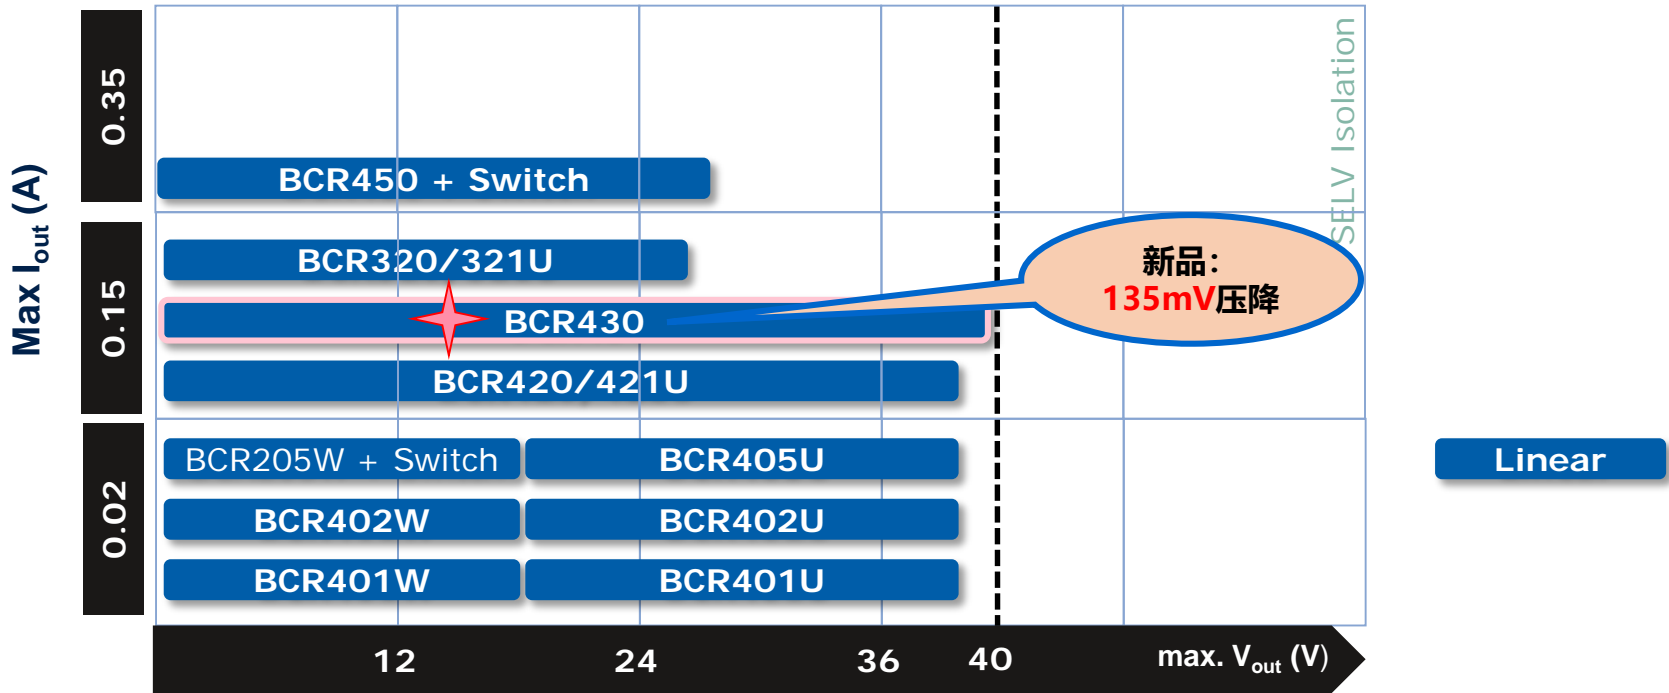 Max Iout (A)
0.35
0.15
0.02
SELV Isolation
BCR450 + Switch
BCR320/321U
BCR430
BCR420/421U
新品：
135mV压降
BCR205W + Switch
BCR405U
BCR402W
BCR402U
BCR401W
BCR401U
Linear
12
24
36
40
max. Vout (V)